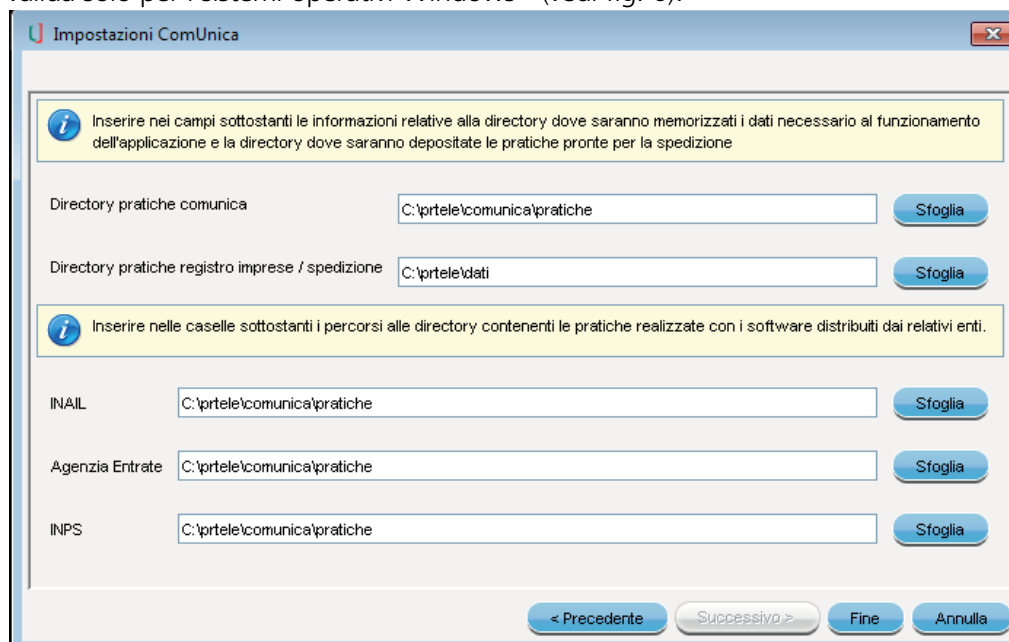 Impostazioni ComUnica
Inserire nei campi sottostanti le informazioni relative alla directory dove saranno memorizzati i dati necessario al funzionamento
dell'applicazione e la directory dove saranno depositate le pratiche pronte per la spedizione
Directory pratiche comunica
C:\prtele\comunica\pratiche
Sfoglia
Directory pratiche registro imprese / spedizione
C:\prtele\dati
Sfoglia
Inserire nelle caselle sottostanti i percorsi alle directory contenenti le pratiche realizzate con i software distribuiti dai relativi enti.
INAIL
C:\prtele\comunica\pratiche
Sfoglia
Agenzia Entrate
C:\prtele\comunica\pratiche
Sfoglia
INPS
C:\prtele\comunica\pratiche
Sfoglia
< Precedente
Successivo >
Fine
Annulla